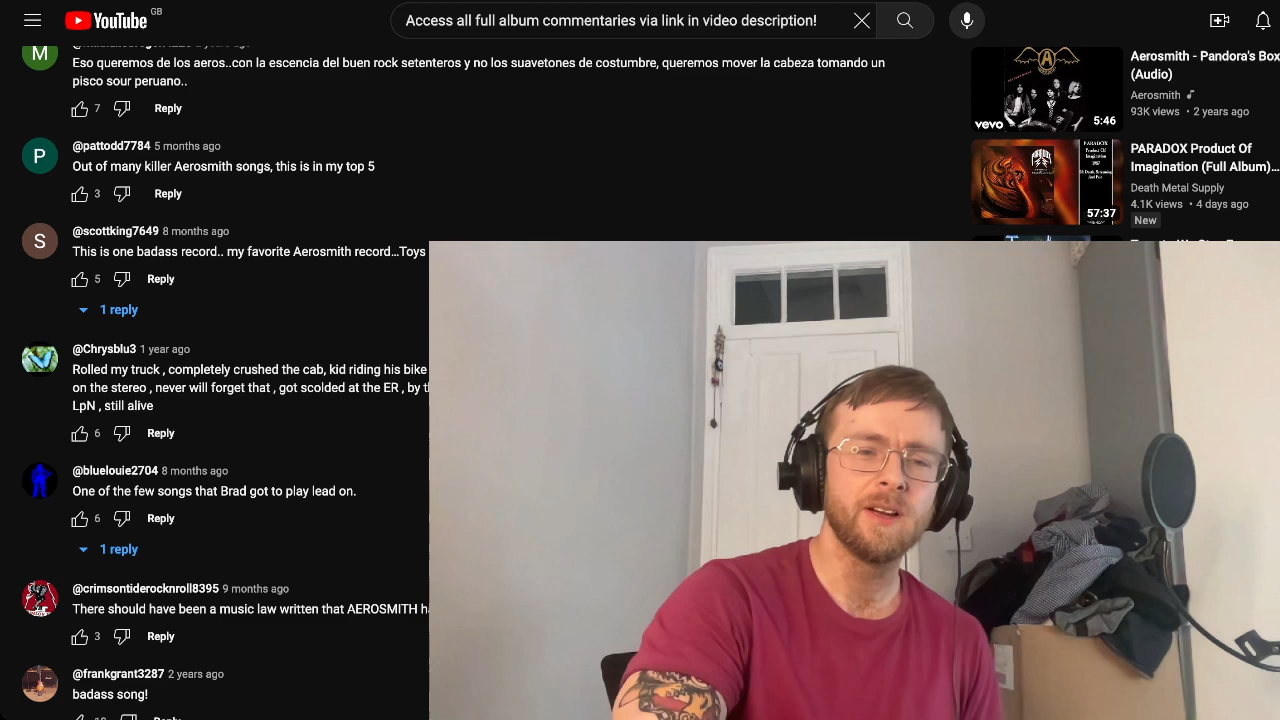 YouTube GB
Access all full album commentaries via link in video description!
M
Eso queremos de los aeros..con la escencia del buen rock setenteros y no los suavetones de costumbre, queremos mover la cabeza tomando un
pisco sour peruano..
7 Reply
P
@pattodd7784 5 months ago
Out of many killer Aerosmith songs, this is in my top 5
3 Reply
S
@scottking7649 8 months ago
This is one badass record.. my favorite Aerosmith record...Toys
5 Reply
1 reply
@Chrysblu3 1 year ago
Rolled my truck , completely crushed the cab, kid riding his bike
on the stereo , never will forget that , got scolded at the ER , by
LpN , still alive
6 Reply
@bluelouie2704 8 months ago
One of the few songs that Brad got to play lead on.
6 Reply
1 reply
@crimsontiderocknroll8395 9 months ago
There should have been a music law written that AEROSMITH
3 Reply
@frankgrant3287 2 years ago
badass song!
A
vevo
5:46
Aerosmith - Pandora's Box
(Audio)
Aerosmith
93K views • 2 years ago
PARADOX
Product Of
Imagination
1987
57:37
PARADOX Product Of
Imagination (Full Album)...
Death Metal Supply
4.1K views • 4 days ago
New